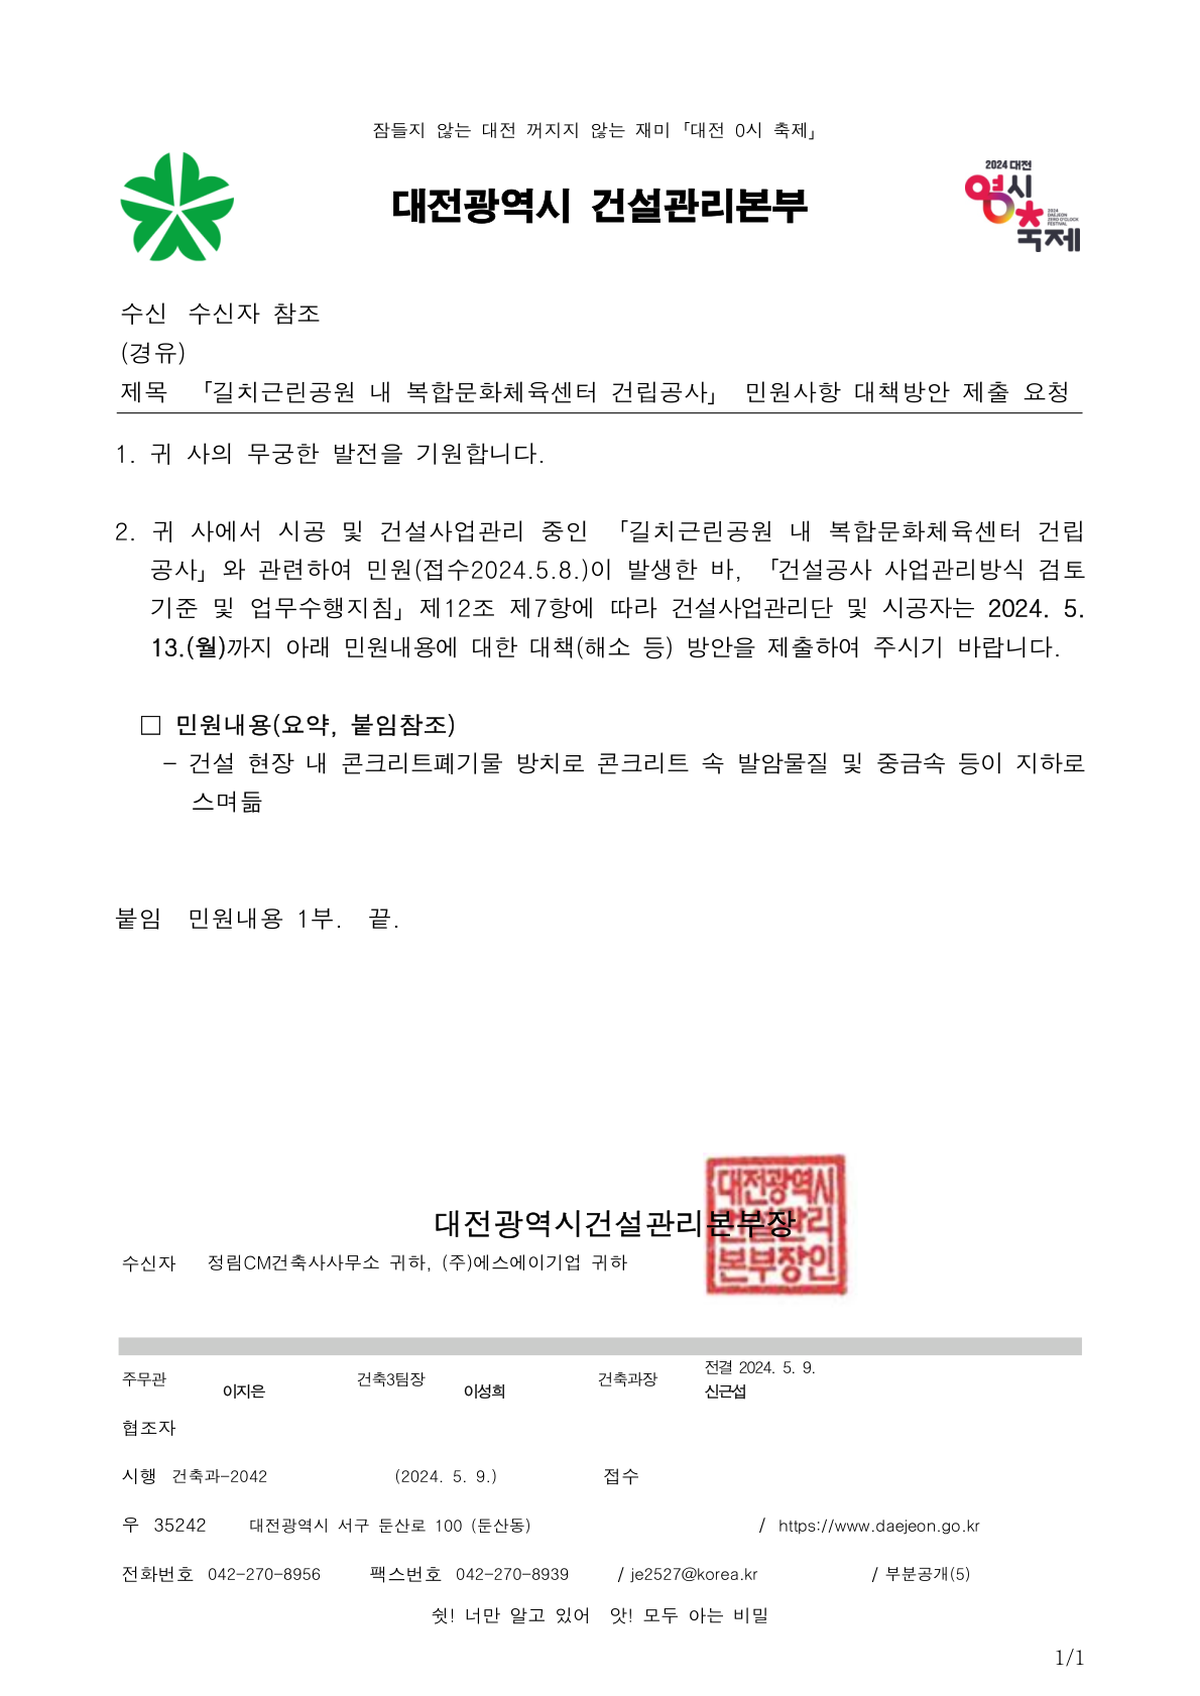 잠들지 않는 대전 꺼지지 않는 재미 「대전 0시 축제」
대전광역시 건설관리본부
2024 대전
영시
축제
2024
DAEJEON
ZERO O'CLOCK
FESTIVAL
수신 수신자 참조
(경유)
제목 「길치근린공원 내 복합문화체육센터 건립공사」 민원사항 대책방안 제출 요청
1. 귀 사의 무궁한 발전을 기원합니다.
2. 귀 사에서 시공 및 건설사업관리 중인 「길치근린공원 내 복합문화체육센터 건립
공사」와 관련하여 민원(접수2024.5.8.)이 발생한 바, 「건설공사 사업관리방식 검토
기준 및 업무수행지침」제12조 제7항에 따라 건설사업관리단 및 시공자는 2024. 5.
13.(월)까지 아래 민원내용에 대한 대책(해소 등) 방안을 제출하여 주시기 바랍니다.
□ 민원내용(요약, 붙임참조)
- 건설 현장 내 콘크리트폐기물 방치로 콘크리트 속 발암물질 및 중금속 등이 지하로
스며듦
붙임 민원내용 1부. 끝.
대전광역시건설관리본부장
대전광역시
건설관리
본부장인
수신자 정림CM건축사사무소 귀하, (주)에스에이기업 귀하
전결 2024. 5. 9.
주무관 이지은 건축3팀장 이성희 건축과장 신근섭
협조자
시행 건축과-2042 (2024. 5. 9.) 접수
우 35242 대전광역시 서구 둔산로 100 (둔산동) / https://www.daejeon.go.kr
전화번호 042-270-8956 팩스번호 042-270-8939 / je2527@korea.kr / 부분공개(5)
쉿! 너만 알고 있어 앗! 모두 아는 비밀
1/1